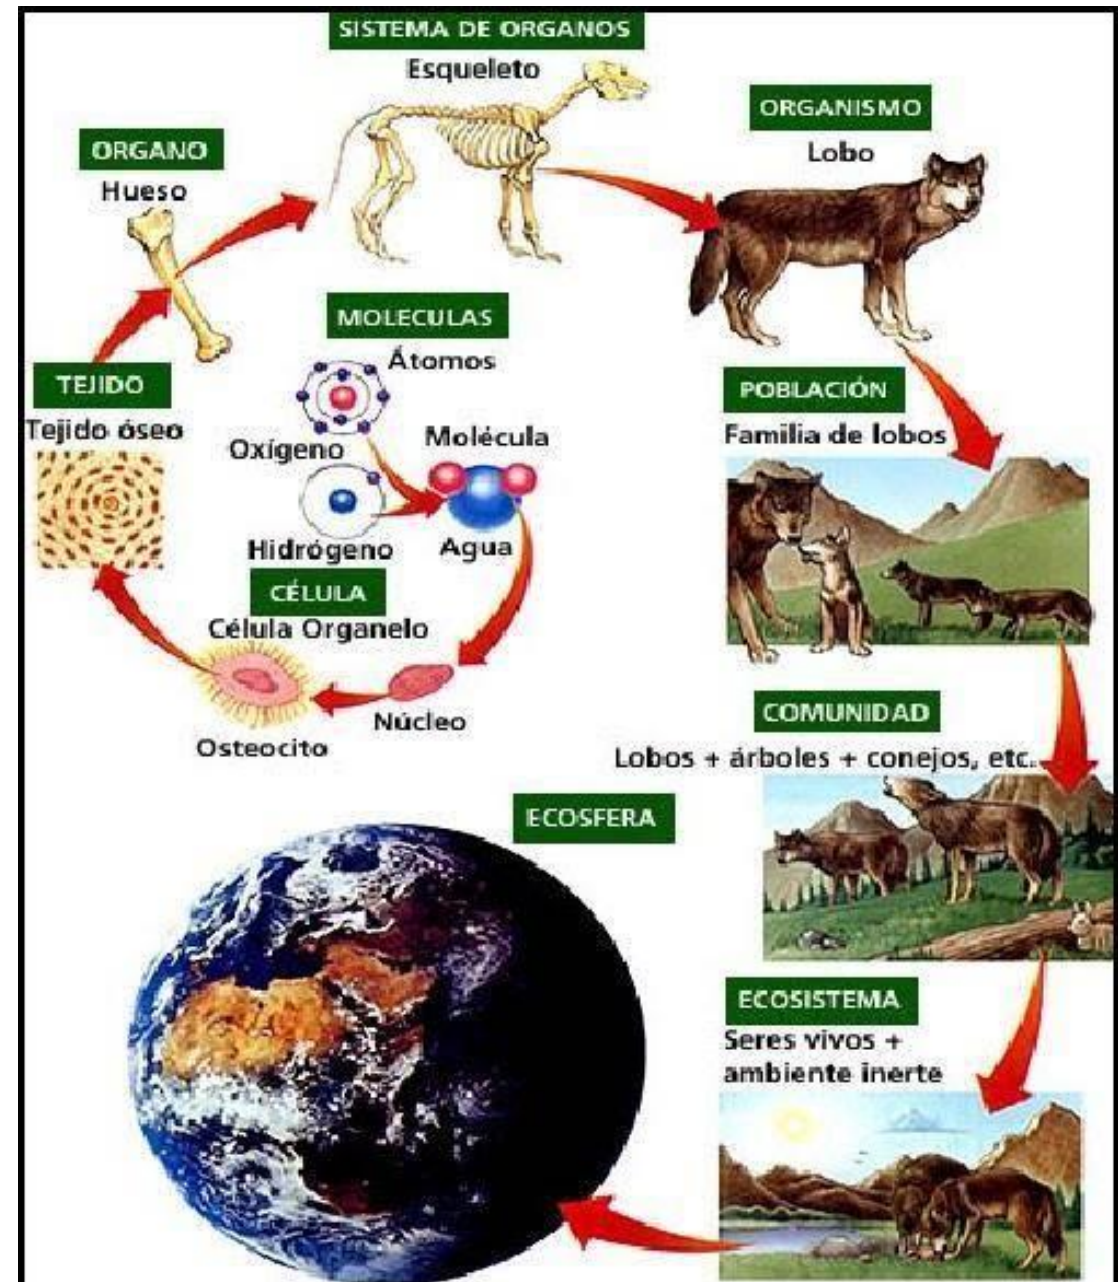 SISTEMA DE ORGANOS
Esqueleto
ORGANISMO
Lobo
ORGANO
Hueso
MOLECULAS
Átomos
Oxígeno
Molécula
Hidrógeno
Agua
TEJIDO
Tejido óseo
POBLACIÓN
Familia de lobos
CÉLULA
Célula Organelo
Núcleo
Osteocito
COMUNIDAD
Lobos + árboles + conejos, etc.
ECOSFERA
ECOSISTEMA
Seres vivos +
ambiente inerte